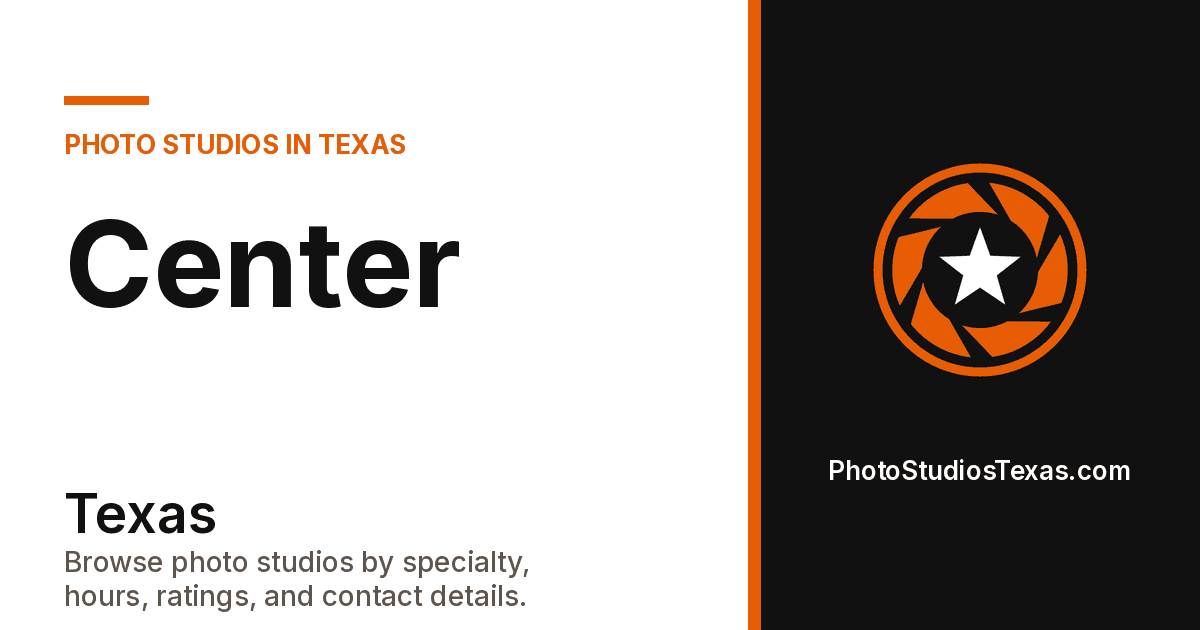 PHOTO STUDIOS IN TEXAS
Center
Texas
Browse photo studios by specialty,
hours, ratings, and contact details.
PhotoStudiosTexas.com